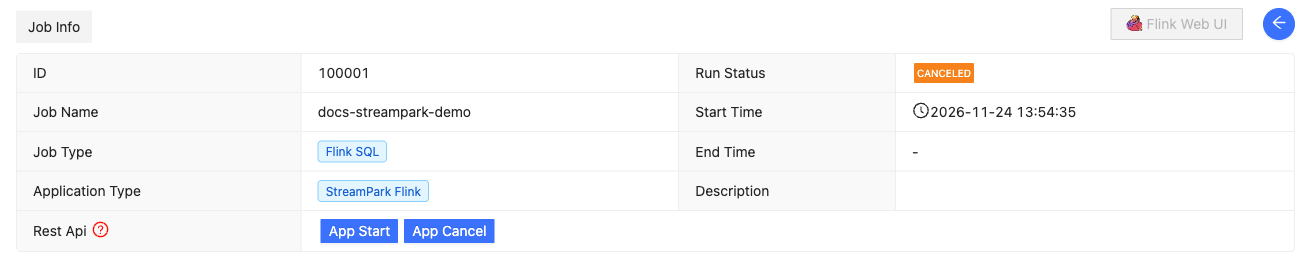 Job Info
Flink Web UI
ID 100001 Run Status CANCELED
Job Name docs-streampark-demo Start Time 2026-11-24 13:54:35
Job Type Flink SQL End Time -
Application Type StreamPark Flink Description
Rest Api ? App Start App Cancel